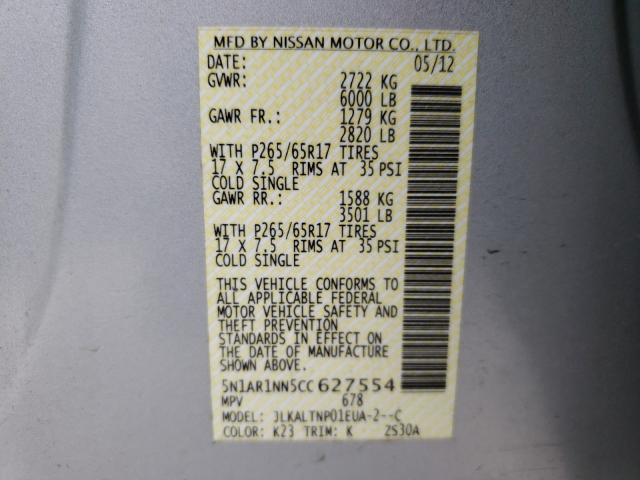 MFD BY NISSAN MOTOR CO., LTD.
DATE: 05/12
GVWR: 2722 KG
6000 LB
GAWR FR.: 1279 KG
2820 LB
WITH P265/65R17 TIRES
17 X 7.5 RIMS AT 35 PSI
COLD SINGLE
GAWR RR.: 1588 KG
3501 LB
WITH P265/65R17 TIRES
17 X 7.5 RIMS AT 35 PSI
COLD SINGLE
THIS VEHICLE CONFORMS TO
ALL APPLICABLE FEDERAL
MOTOR VEHICLE SAFETY AND
THEFT PREVENTION
STANDARDS IN EFFECT ON
THE DATE OF MANUFACTURE
SHOWN ABOVE.
5N1AR1NN5CC627554
MPV 678
MODEL: JLKALTNP01EUA-2--C
COLOR: K23 TRIM: K 2S30A